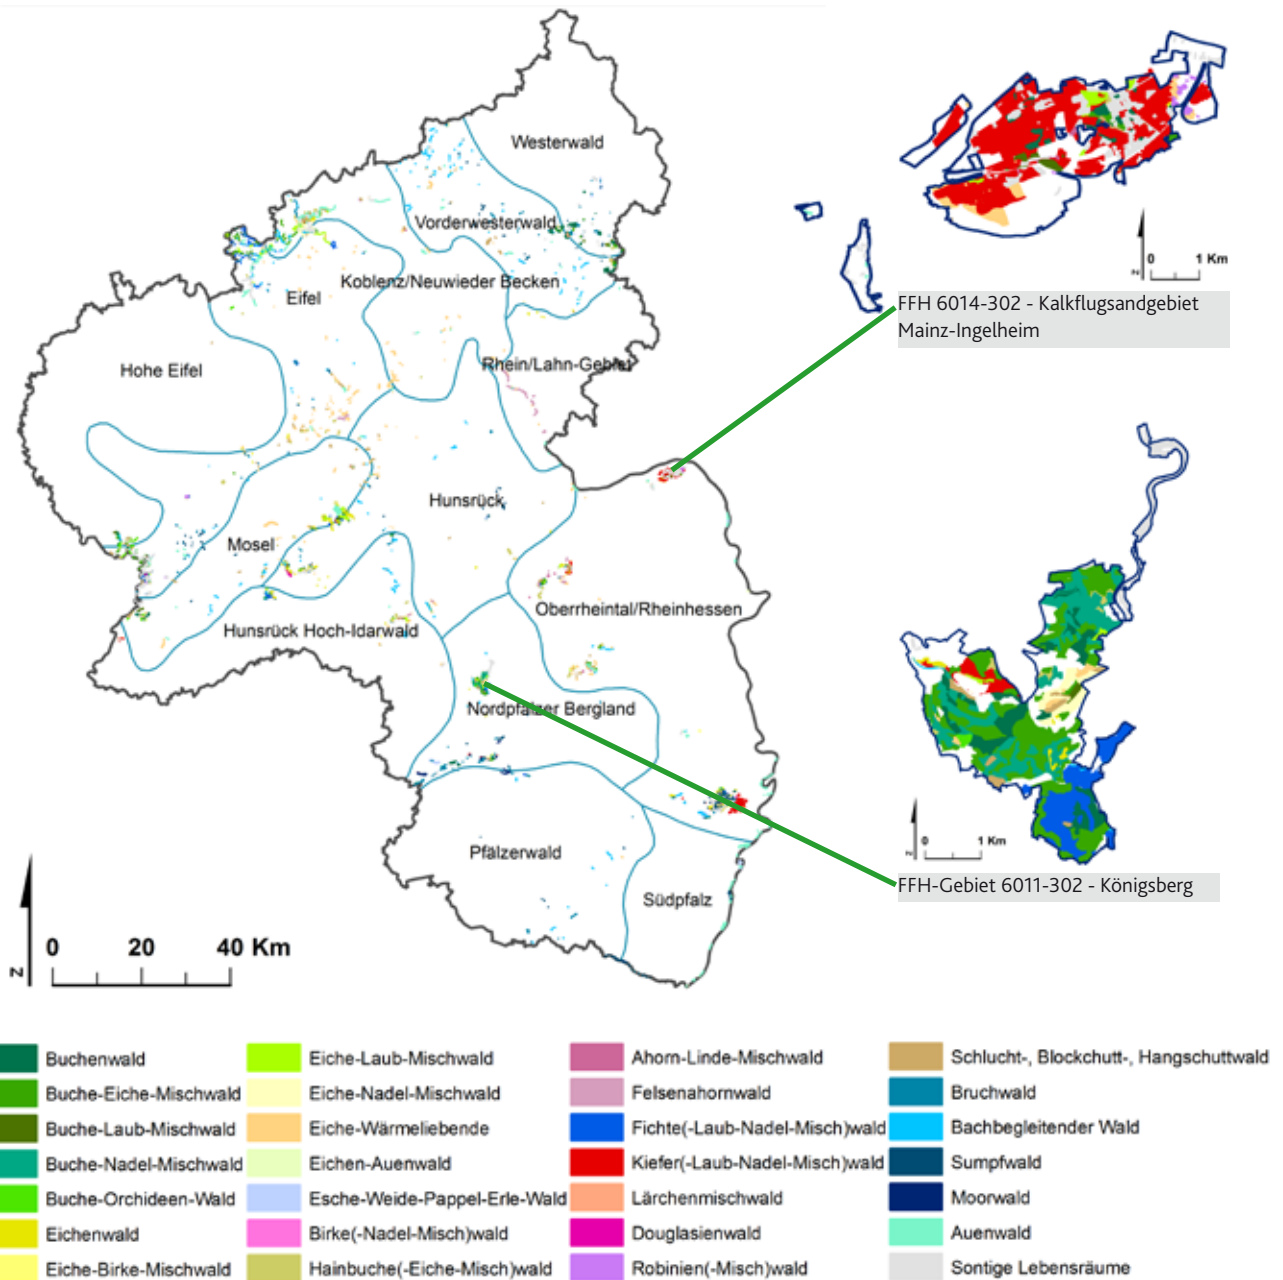 Westerwald
Vorderwesterwald
Koblenz/Neuwieder Becken
Eifel
Hohe Eifel
Rhein/Lahn-Gebiet
Hunsrück
Mosel
Oberrheintal/Rheinhessen
Hunsrück Hoch-Idarwald
Nordpfälzer Bergland
Pfälzerwald
Südpfalz
N
0 20 40 Km
N
0 1 Km
FFH 6014-302 - Kalkflugsandgebiet
Mainz-Ingelheim
N
0 1 Km
FFH-Gebiet 6011-302 - Königsberg
Buchenwald
Buche-Eiche-Mischwald
Buche-Laub-Mischwald
Buche-Nadel-Mischwald
Buche-Orchideen-Wald
Eichenwald
Eiche-Birke-Mischwald
Eiche-Laub-Mischwald
Eiche-Nadel-Mischwald
Eiche-Wärmeliebende
Eichen-Auenwald
Esche-Weide-Pappel-Erle-Wald
Birke(-Nadel-Misch)wald
Hainbuche(-Eiche-Misch)wald
Ahorn-Linde-Mischwald
Felsenahornwald
Fichte(-Laub-Nadel-Misch)wald
Kiefer(-Laub-Nadel-Misch)wald
Lärchenmischwald
Douglasienwald
Robinien(-Misch)wald
Schlucht-, Blockchutt-, Hangschuttwald
Bruchwald
Bachbegleitender Wald
Sumpfwald
Moorwald
Auenwald
Sontige Lebensräume